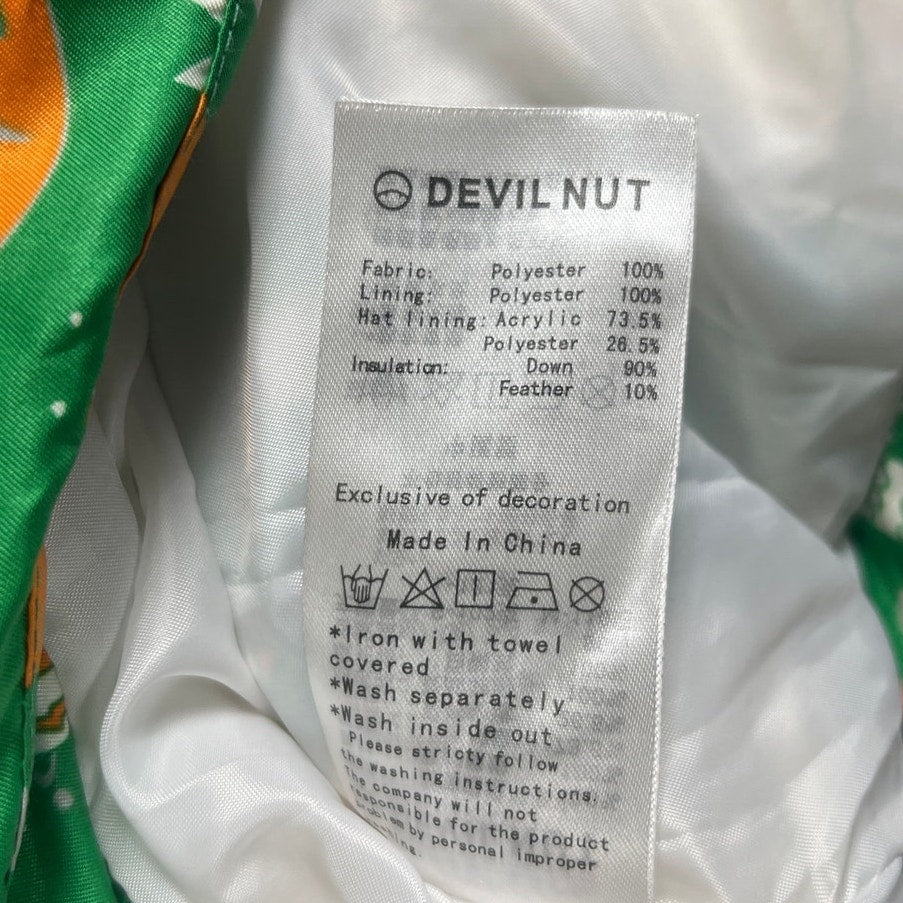 DEVIL NUT
Fabric: Polyester 100%
Lining: Polyester 100%
Hat lining: Acrylic 73.5%
Polyester 26.5%
Insulation: Down 90%
Feather 10%
Exclusive of decoration
Made In China
*Iron with towel
covered
*Wash separately
*Wash inside out
Please stricty follow
the washing instructions.
The company will not
responsible for the product
problem by personal improper